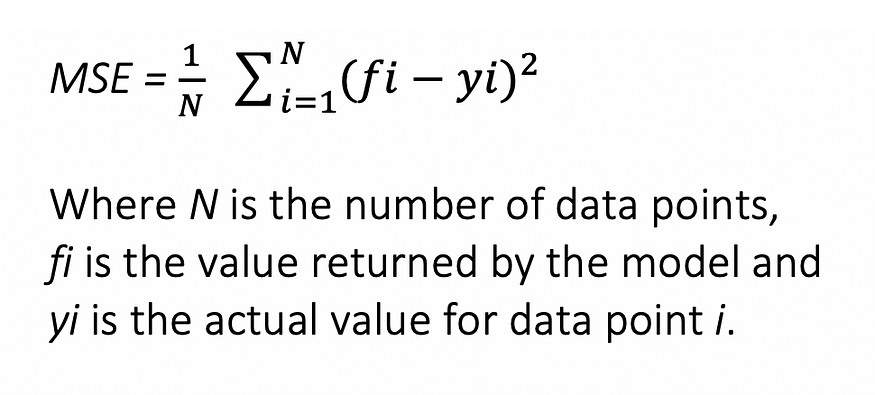 MSE = 1/N ∑ᴺᵢ₌₁(fi − yi)²
Where N is the number of data points,
fi is the value returned by the model and
yi is the actual value for data point i.